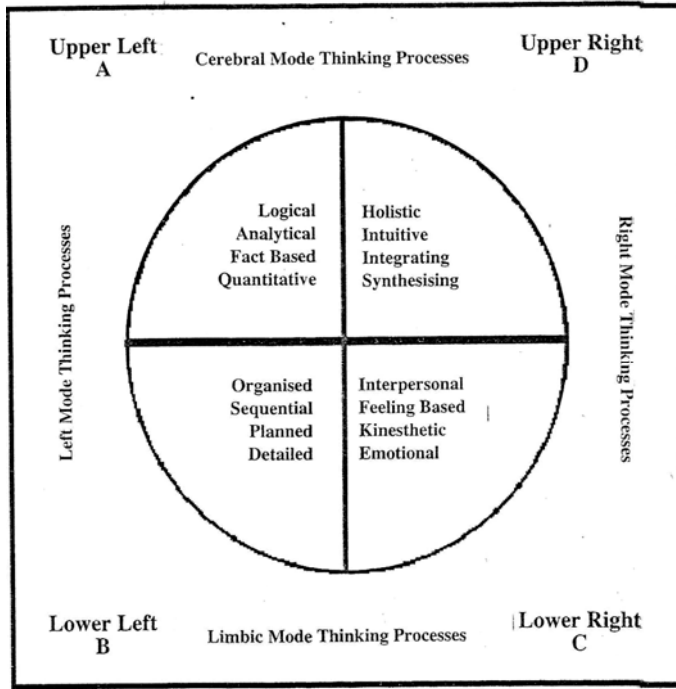 Upper Left
A
Cerebral Mode Thinking Processes
Upper Right
D
Left Mode Thinking Processes
Logical
Analytical
Fact Based
Quantitative
Holistic
Intuitive
Integrating
Synthesising
Right Mode Thinking Processes
Organised
Sequential
Planned
Detailed
Interpersonal
Feeling Based
Kinesthetic
Emotional
Lower Left
B
Limbic Mode Thinking Processes
Lower Right
C